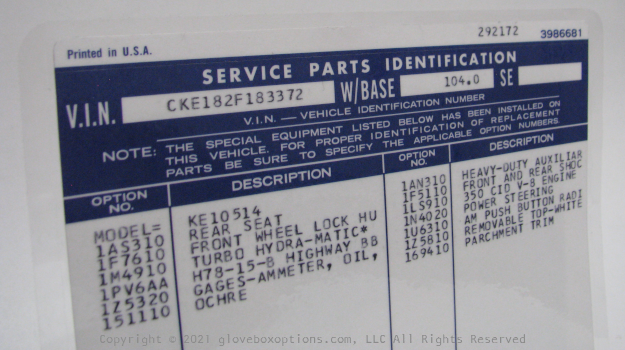 292172 3986681
Printed in U.S.A.
SERVICE PARTS IDENTIFICATION
V.I.N. CKE182F183372 W/BASE 104.0 SE
V.I.N. – VEHICLE IDENTIFICATION NUMBER
NOTE: THE SPECIAL EQUIPMENT LISTED BELOW HAS BEEN INSTALLED ON
THIS VEHICLE. FOR PROPER IDENTIFICATION OF REPLACEMENT
PARTS BE SURE TO SPECIFY THE APPLICABLE OPTION NUMBERS.
OPTION NO. DESCRIPTION
MODEL= KE10514
1AS310 REAR SEAT
1F7610 FRONT WHEEL LOCK HU
1M4910 TURBO HYDRA-MATIC*
1PV6AA H78-15-B HIGHWAY BB
1Z5320 GAGES-AMMETER, OIL,
151110 OCHRE
OPTION NO. DESCRIPTION
1AN310 HEAVY-DUTY AUXILIAR
1F5110 FRONT AND REAR SHOC
1LS910 350 CID V-8 ENGINE
1N4020 POWER STEERING
1U6310 AM PUSH BUTTON RADI
1Z5810 REMOVABLE TOP-WHITE
169410 PARCHMENT TRIM
Copyright © 2021 gloveboxoptions.com, LLC All Rights Reserved